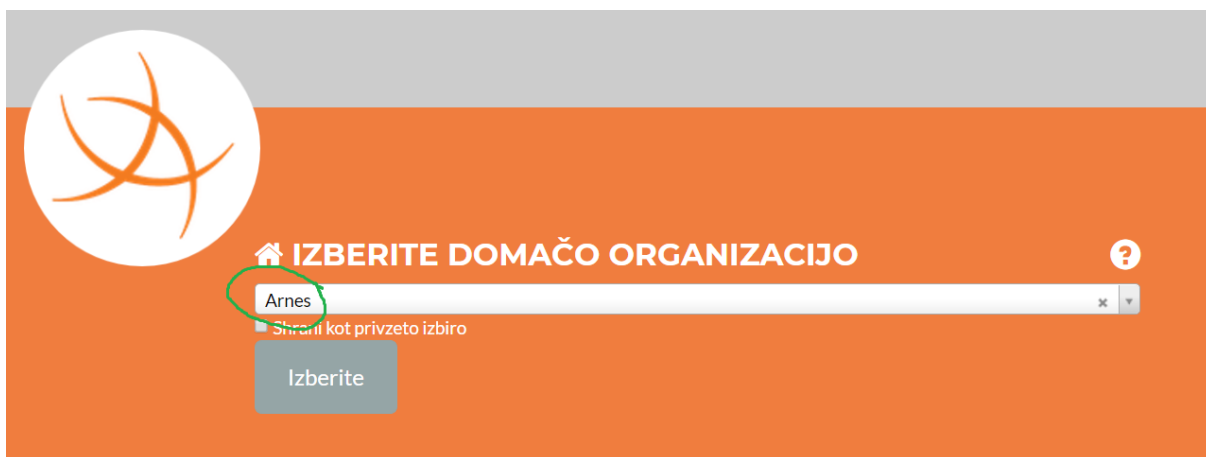 IZBERITE DOMAČO ORGANIZACIJO
Arnes
Shrani kot privzeto izbiro
Izberite